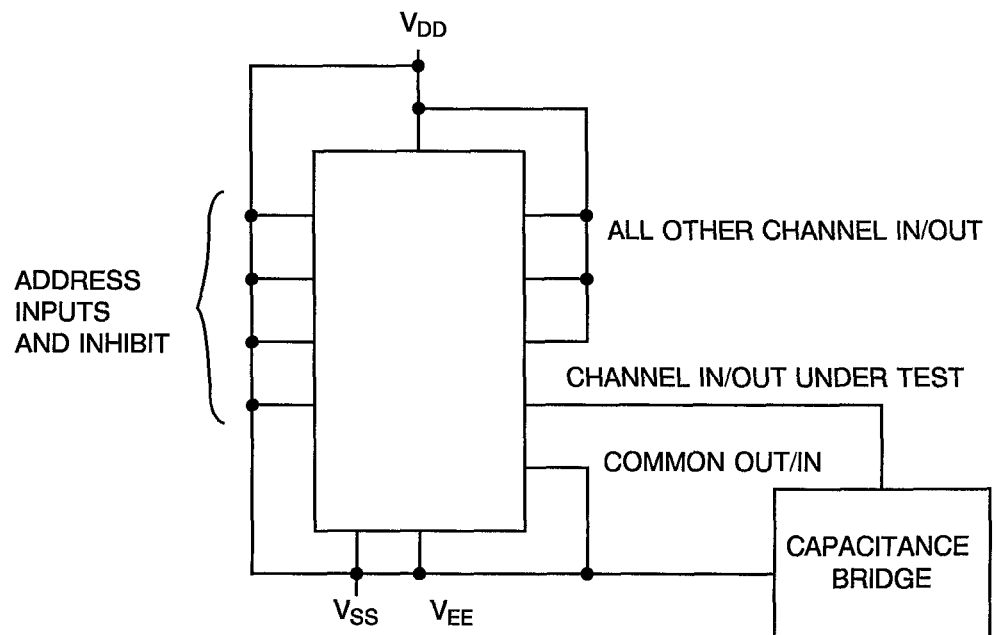 VDD
ALL OTHER CHANNEL IN/OUT
ADDRESS
INPUTS
AND INHIBIT
CHANNEL IN/OUT UNDER TEST
COMMON OUT/IN
CAPACITANCE
BRIDGE
VSS
VEE